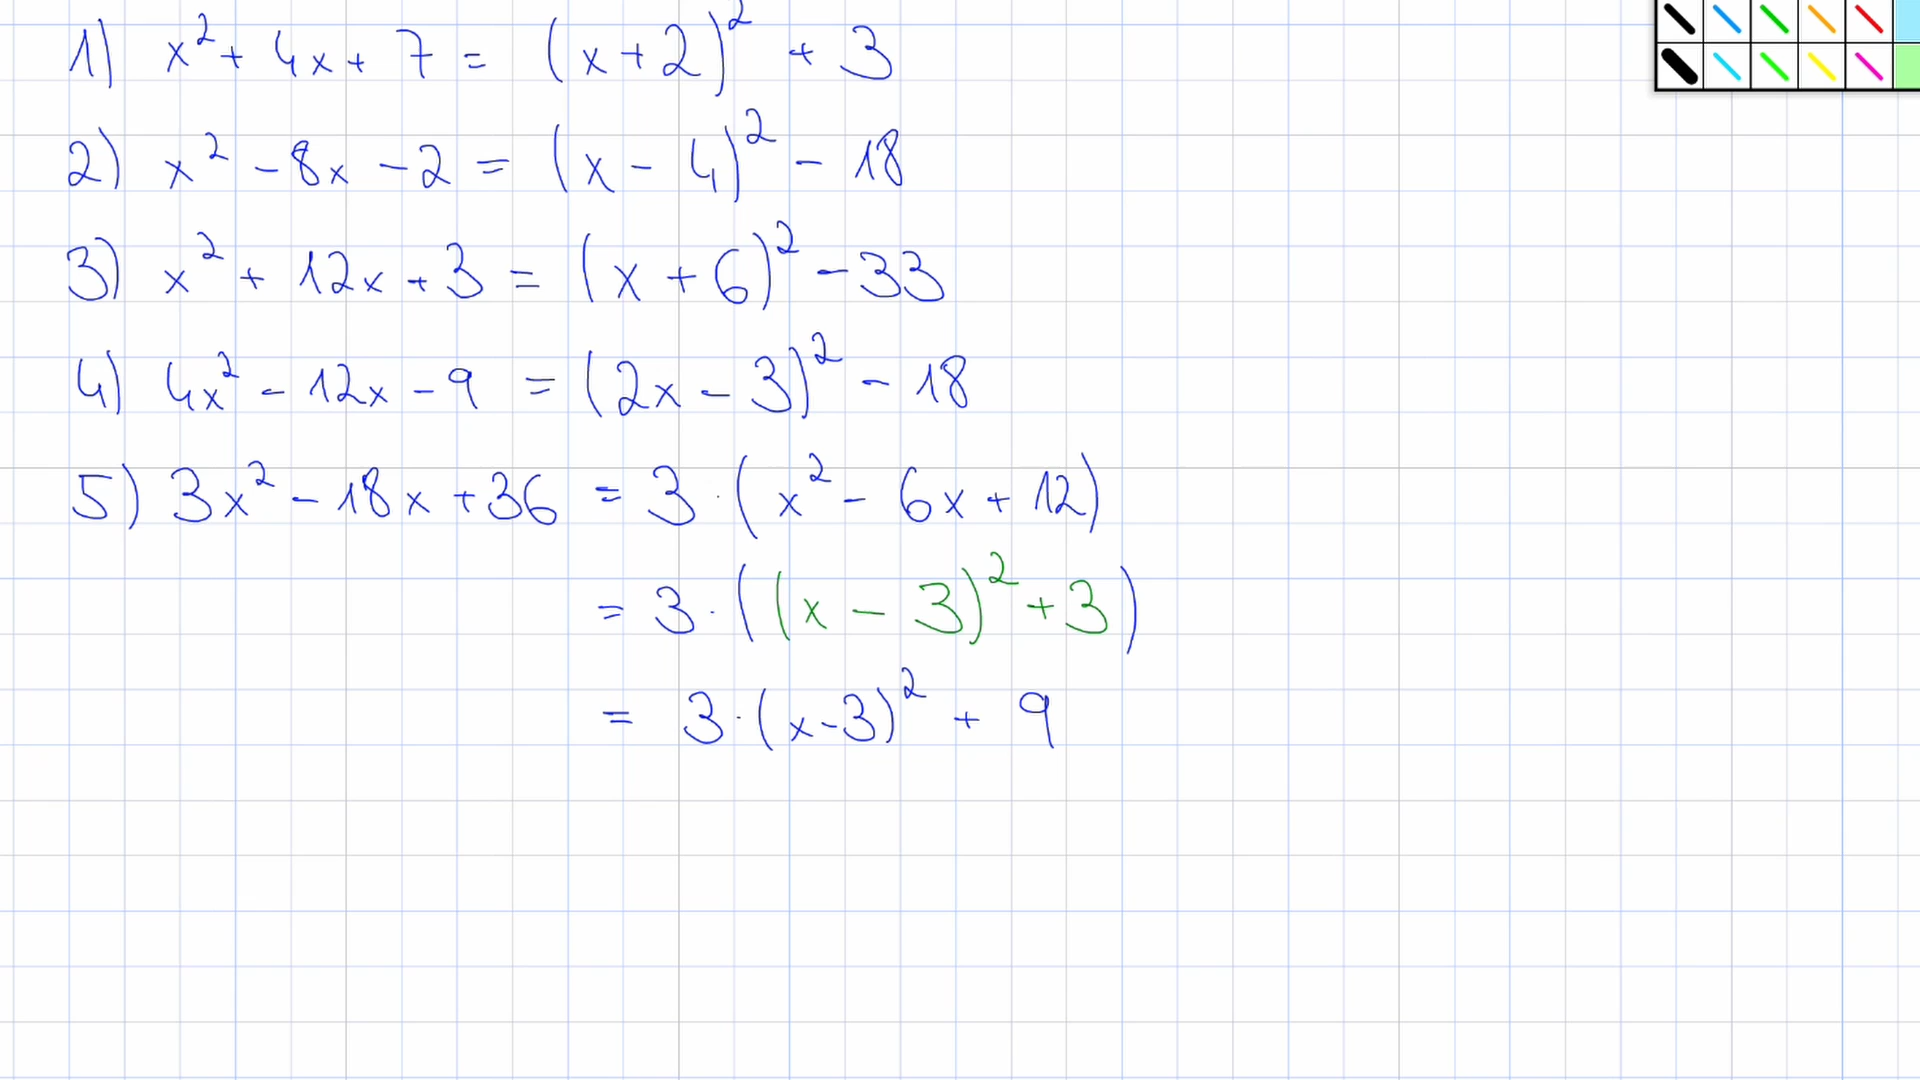 1) x² + 4x + 7 = (x + 2)² + 3
2) x² - 8x - 2 = (x - 4)² - 18
3) x² + 12x + 3 = (x + 6)² - 33
4) 4x² - 12x - 9 = (2x - 3)² - 18
5) 3x² - 18x + 36 = 3 · (x² - 6x + 12)
= 3 · ((x - 3)² + 3)
= 3 · (x - 3)² + 9